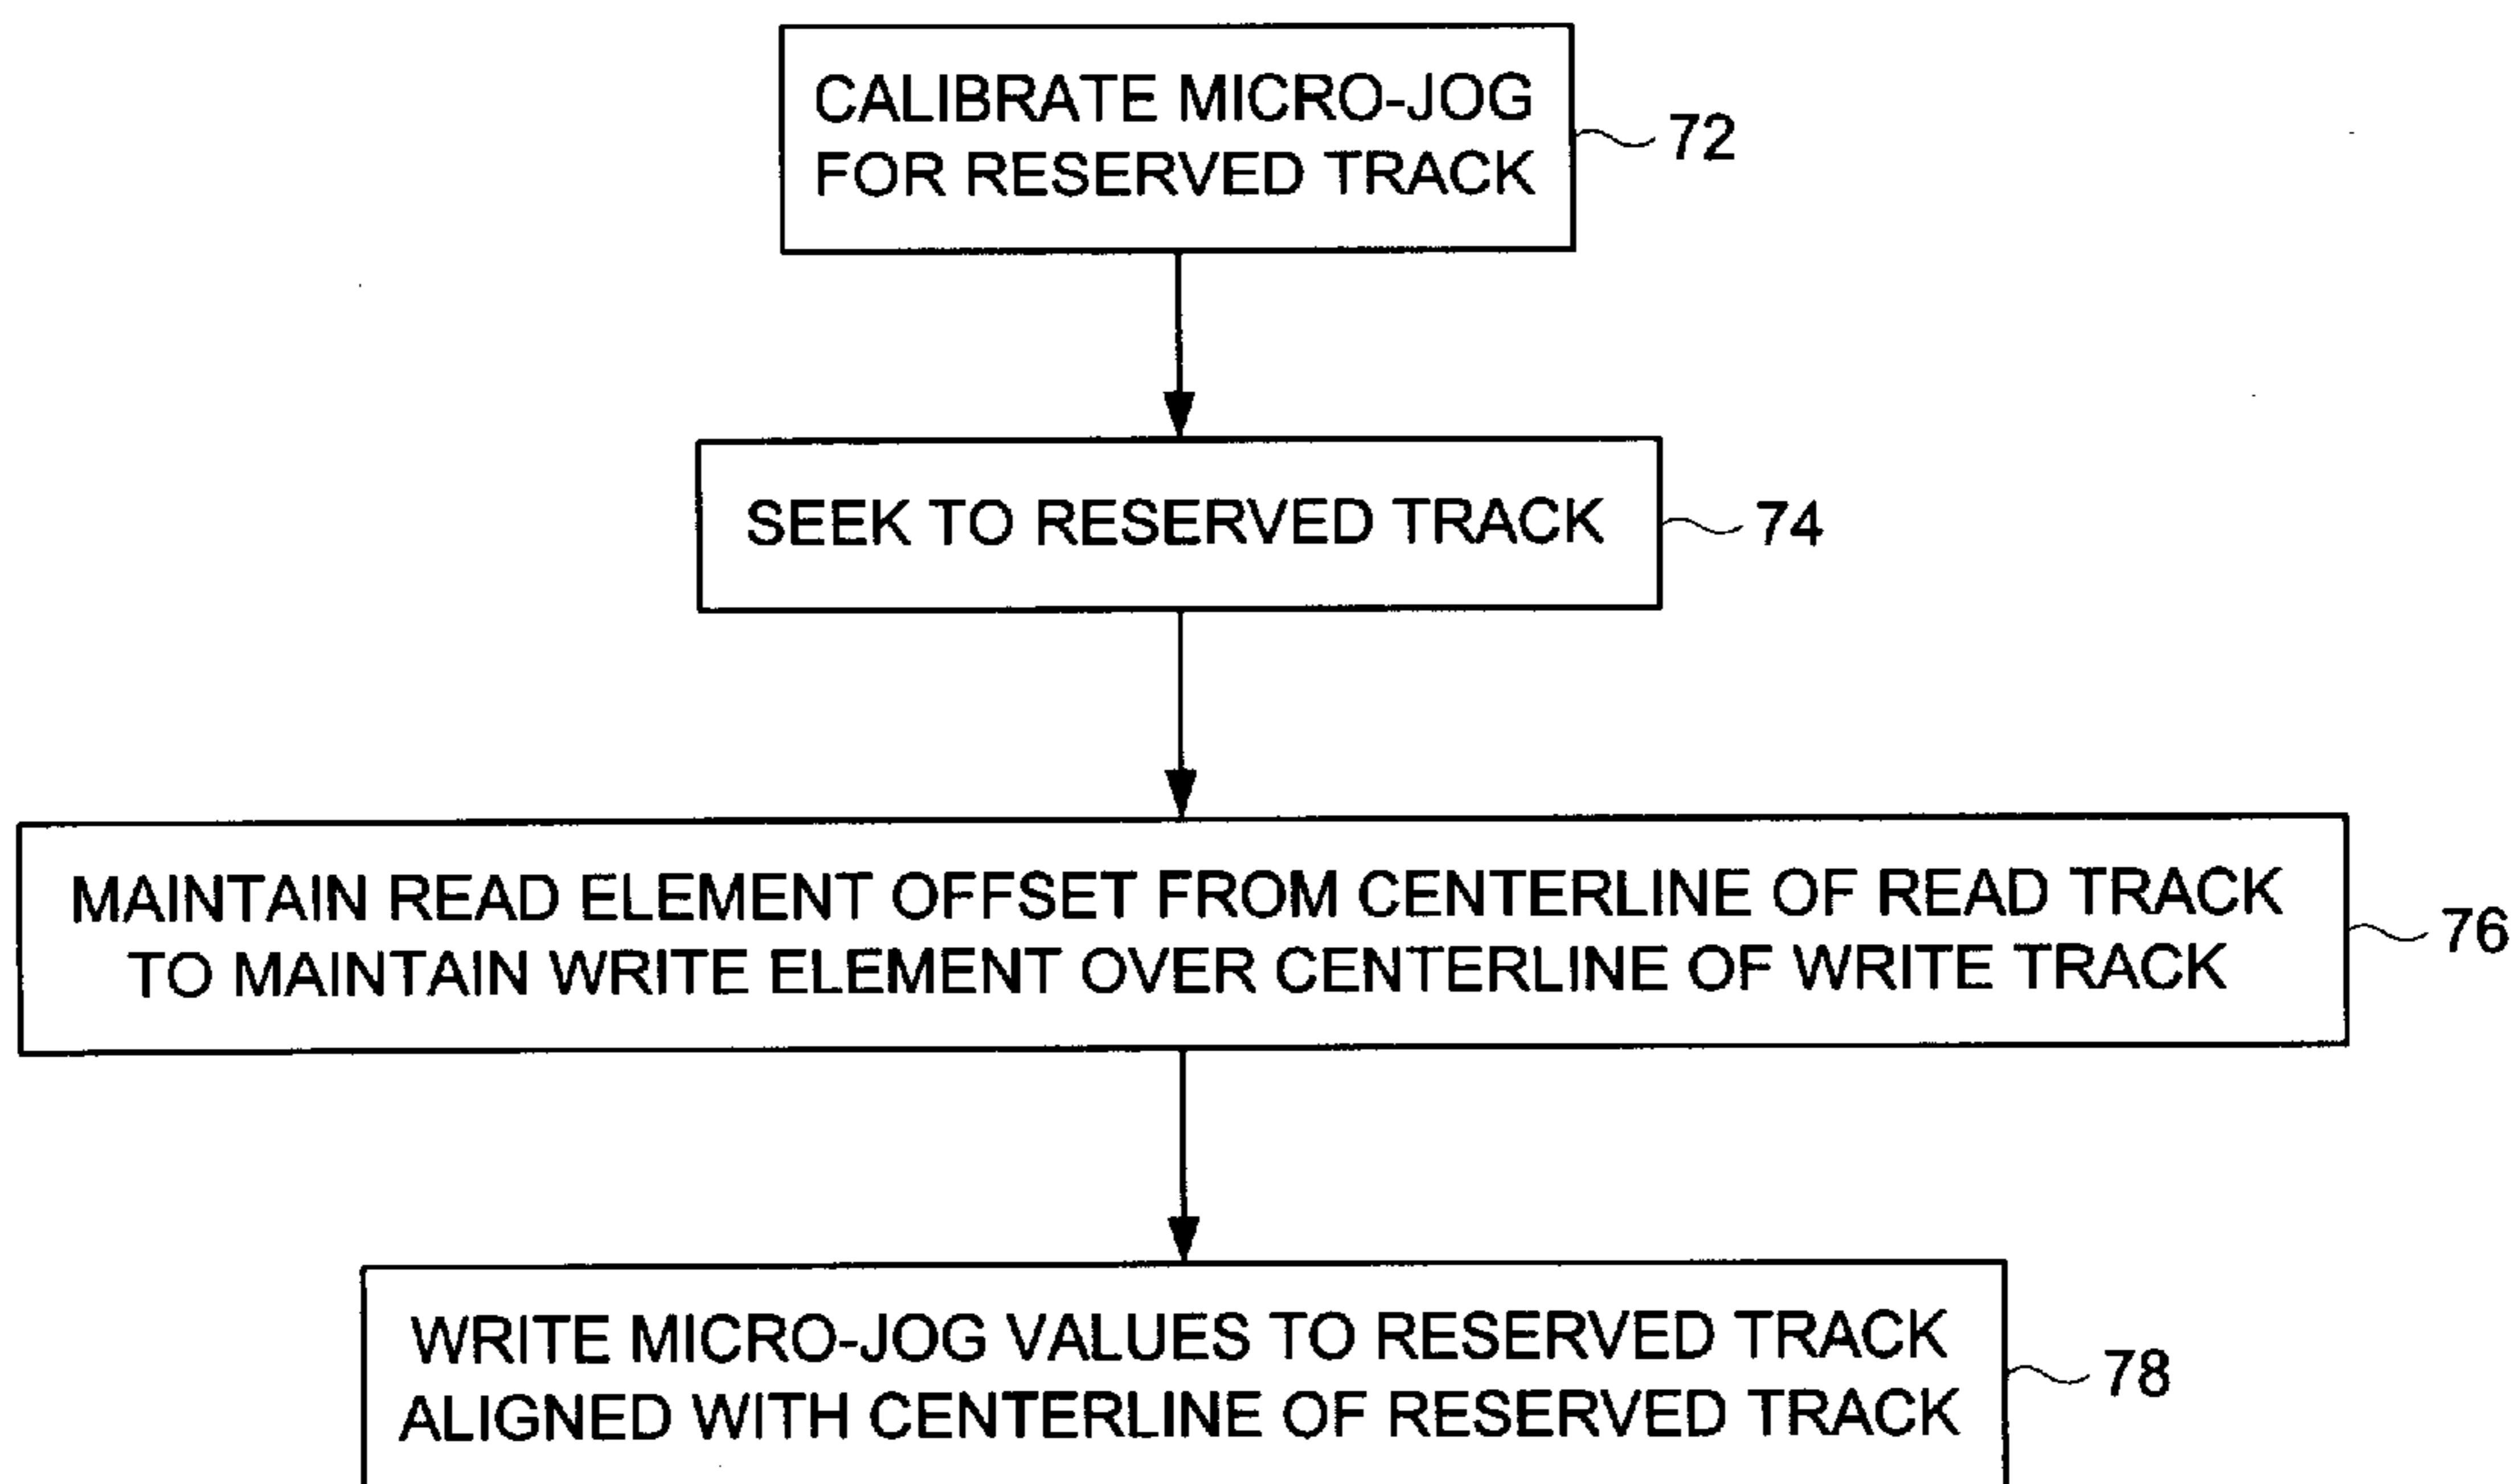 CALIBRATE MICRO-JOG
FOR RESERVED TRACK
72
SEEK TO RESERVED TRACK
74
MAINTAIN READ ELEMENT OFFSET FROM CENTERLINE OF READ TRACK
TO MAINTAIN WRITE ELEMENT OVER CENTERLINE OF WRITE TRACK
76
WRITE MICRO-JOG VALUES TO RESERVED TRACK
ALIGNED WITH CENTERLINE OF RESERVED TRACK
78